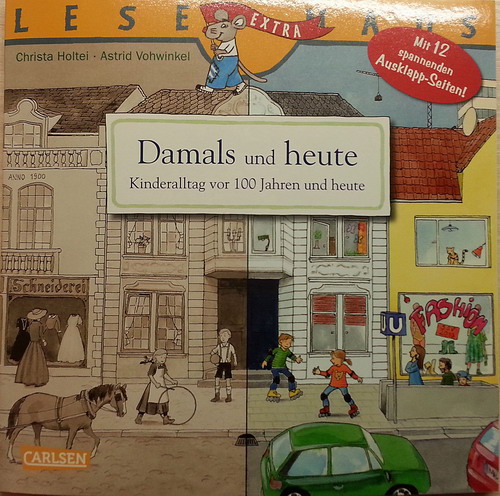 LESEMAUS
EXTRA
Christa Holtei · Astrid Vohwinkel
Mit 12
spannenden
Ausklapp-Seiten!
Damals und heute
Kinderalltag vor 100 Jahren und heute
ANNO 1900
Schneiderei
FASHION
U
CARLSEN